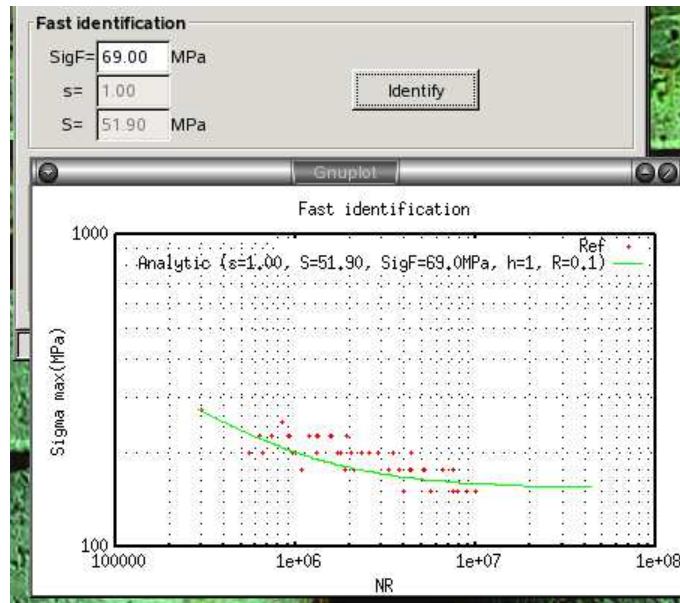 Fast identification
SigF= 69.00 MPa
s= 1.00
S= 51.90 MPa
Identify
Gnuplot
Fast identification
1000
Ref
Analytic (s=1.00, S=51.90, SigF=69.0MPa, h=1, R=0.1)
Sigma max(MPa)
100
100000 1e+06 1e+07 1e+08
NR